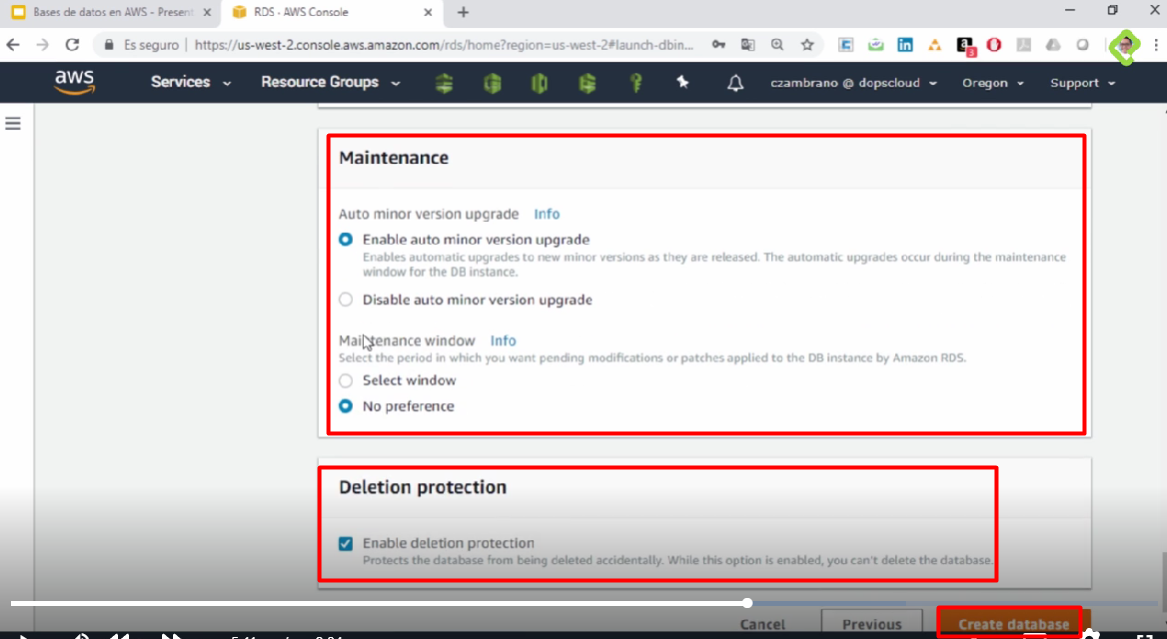 Bases de datos en AWS - Present
RDS · AWS Console
Es seguro | https://us-west-2.console.aws.amazon.com/rds/home?region=us-west-2#launch-dbin...
aws
Services
Resource Groups
czambrano @ dopscloud
Oregon
Support
Maintenance
Auto minor version upgrade Info
Enable auto minor version upgrade
Enables automatic upgrades to new minor versions as they are released. The automatic upgrades occur during the maintenance
window for the DB instance.
Disable auto minor version upgrade
Maintenance window Info
Select the period in which you want pending modifications or patches applied to the DB instance by Amazon RDS.
Select window
No preference
Deletion protection
Enable deletion protection
Protects the database from being deleted accidentally. While this option is enabled, you can't delete the database.
Cancel
Previous
Create database